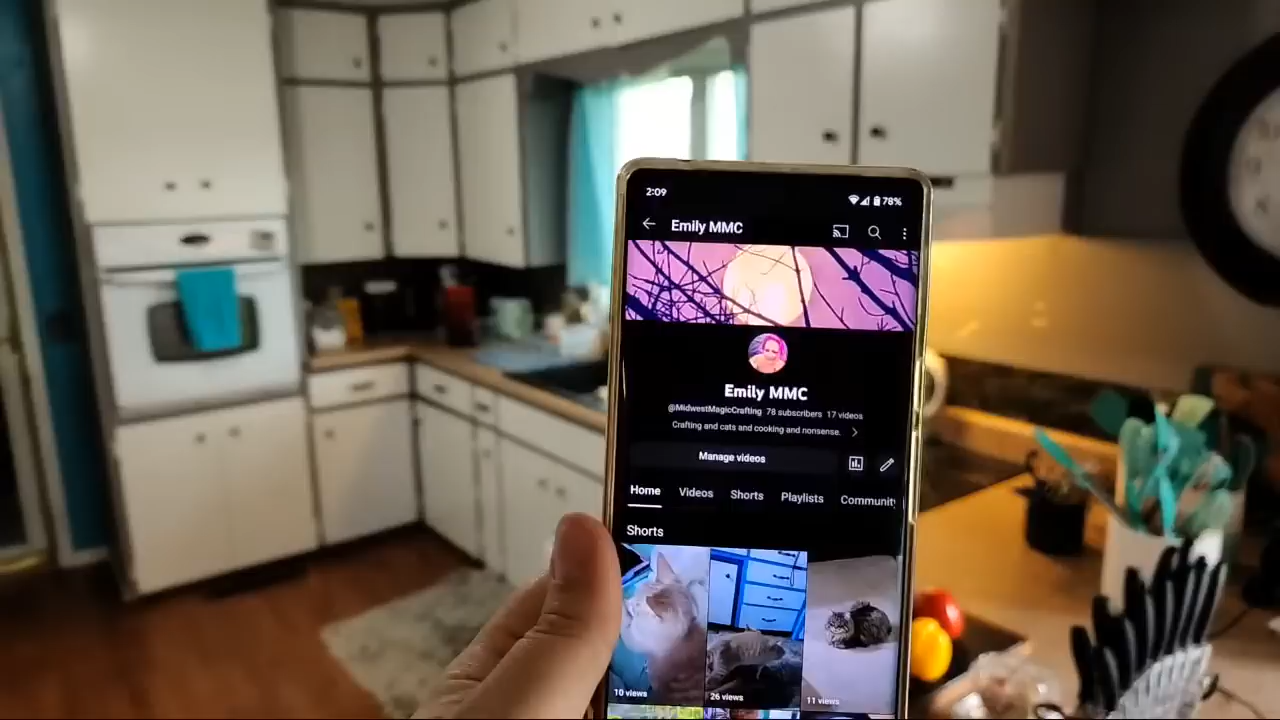 2:09
78%
Emily MMC
Emily MMC
@MidwestMagicCrafting 78 subscribers 17 videos
Crafting and cats and cooking and nonsense.
Manage videos
Home Videos Shorts Playlists Community
Shorts
10 views 26 views 11 views